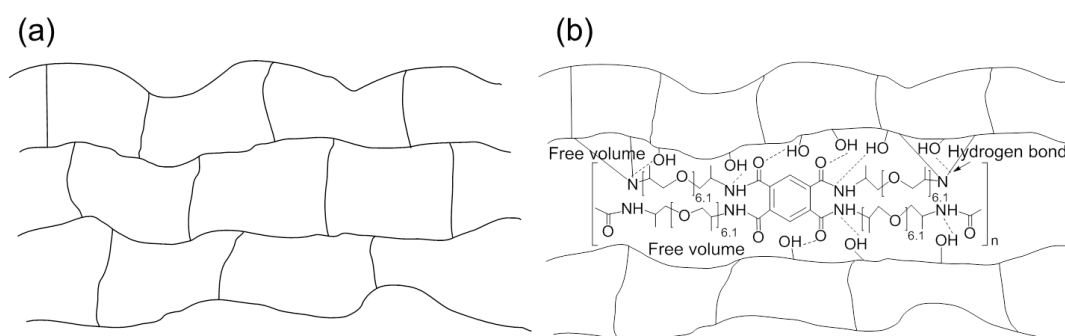 (a)
(b)
OH OH HO OH HO HO
Free volume
Hydrogen bond
O O
N O 6.1 NH NH O 6.1 N
NH O 6.1 NH NH O 6.1 NH
O O O O
OH OH OH
Free volume
n